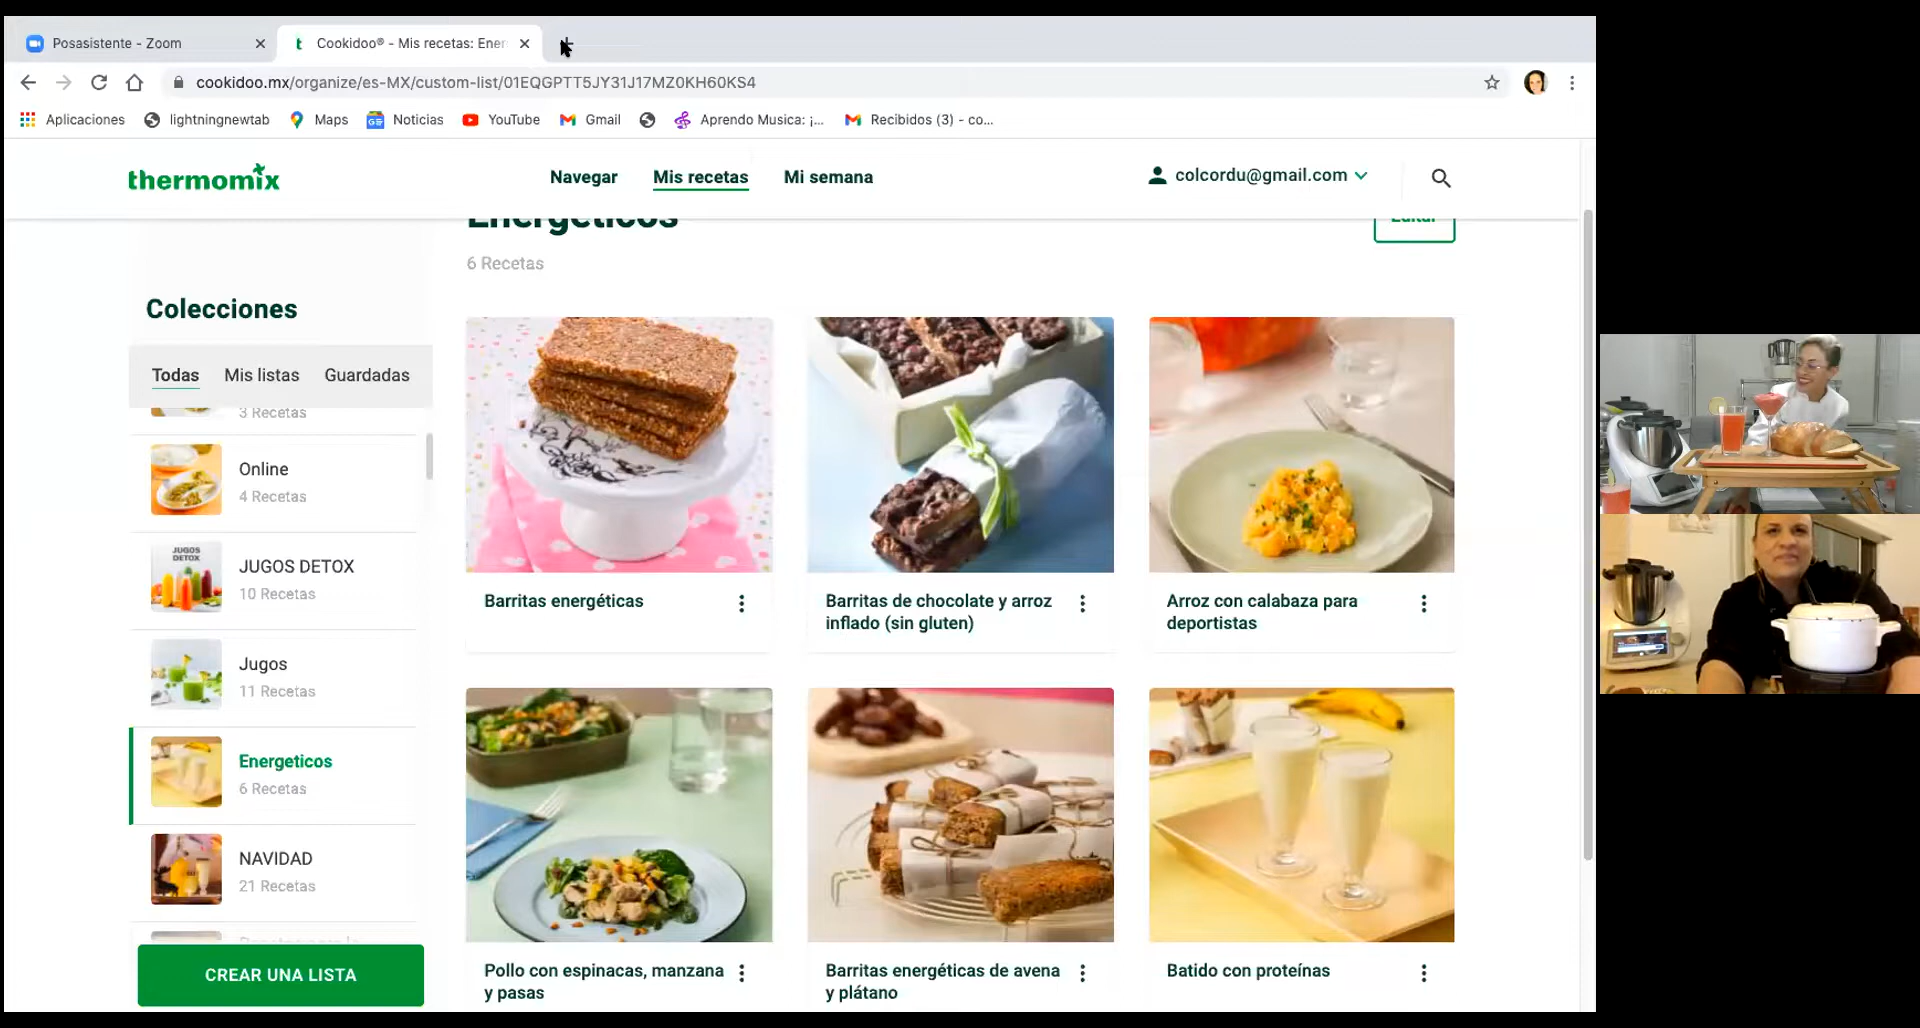 Posasistente - Zoom
Cookidoo® - Mis recetas: Ener
cookidoo.mx/organize/es-MX/custom-list/01EQGPTT5JY31J17MZ0KH60KS4
Aplicaciones
lightningnewtab
Maps
Noticias
YouTube
Gmail
Aprendo Musica: ¡...
Recibidos (3) - co...
thermomix
Navegar
Mis recetas
Mi semana
colcordu@gmail.com
Energeticos
Editar
6 Recetas
Colecciones
Todas
Mis listas
Guardadas
3 Recetas
Online
4 Recetas
JUGOS DETOX
JUGOS DETOX
10 Recetas
Jugos
11 Recetas
Energeticos
6 Recetas
NAVIDAD
21 Recetas
CREAR UNA LISTA
Barritas energéticas
Barritas de chocolate y arroz
inflado (sin gluten)
Arroz con calabaza para
deportistas
Pollo con espinacas, manzana
y pasas
Barritas energéticas de avena
y plátano
Batido con proteínas